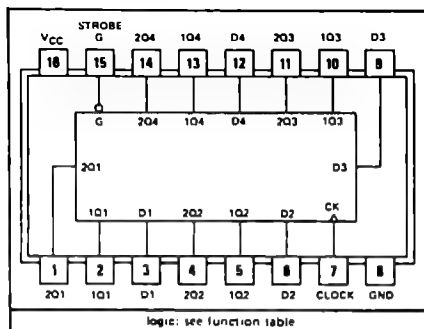 STROBE
VCC G 2Q4 1Q4 D4 2Q3 1Q3 D3
16 15 14 13 12 11 10 9
G 2Q4 1Q4 D4 2Q3 1Q3
2Q1 D3
CK
1Q1 D1 2Q2 1Q2 D2
1 2 3 4 5 6 7 8
2Q1 1Q1 D1 2Q2 1Q2 D2 CLOCK GND
logic: see function table